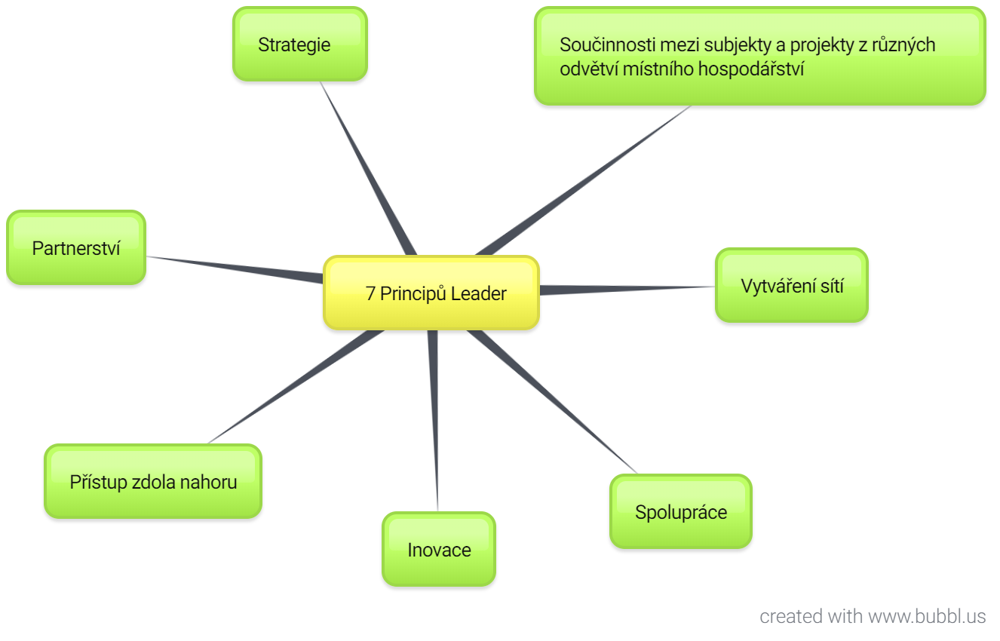 Strategie
Součinnosti mezi subjekty a projekty z různých
odvětví místního hospodářství
Partnerství
7 Principů Leader
Vytváření sítí
Přístup zdola nahoru
Inovace
Spolupráce
created with www.bubbl.us